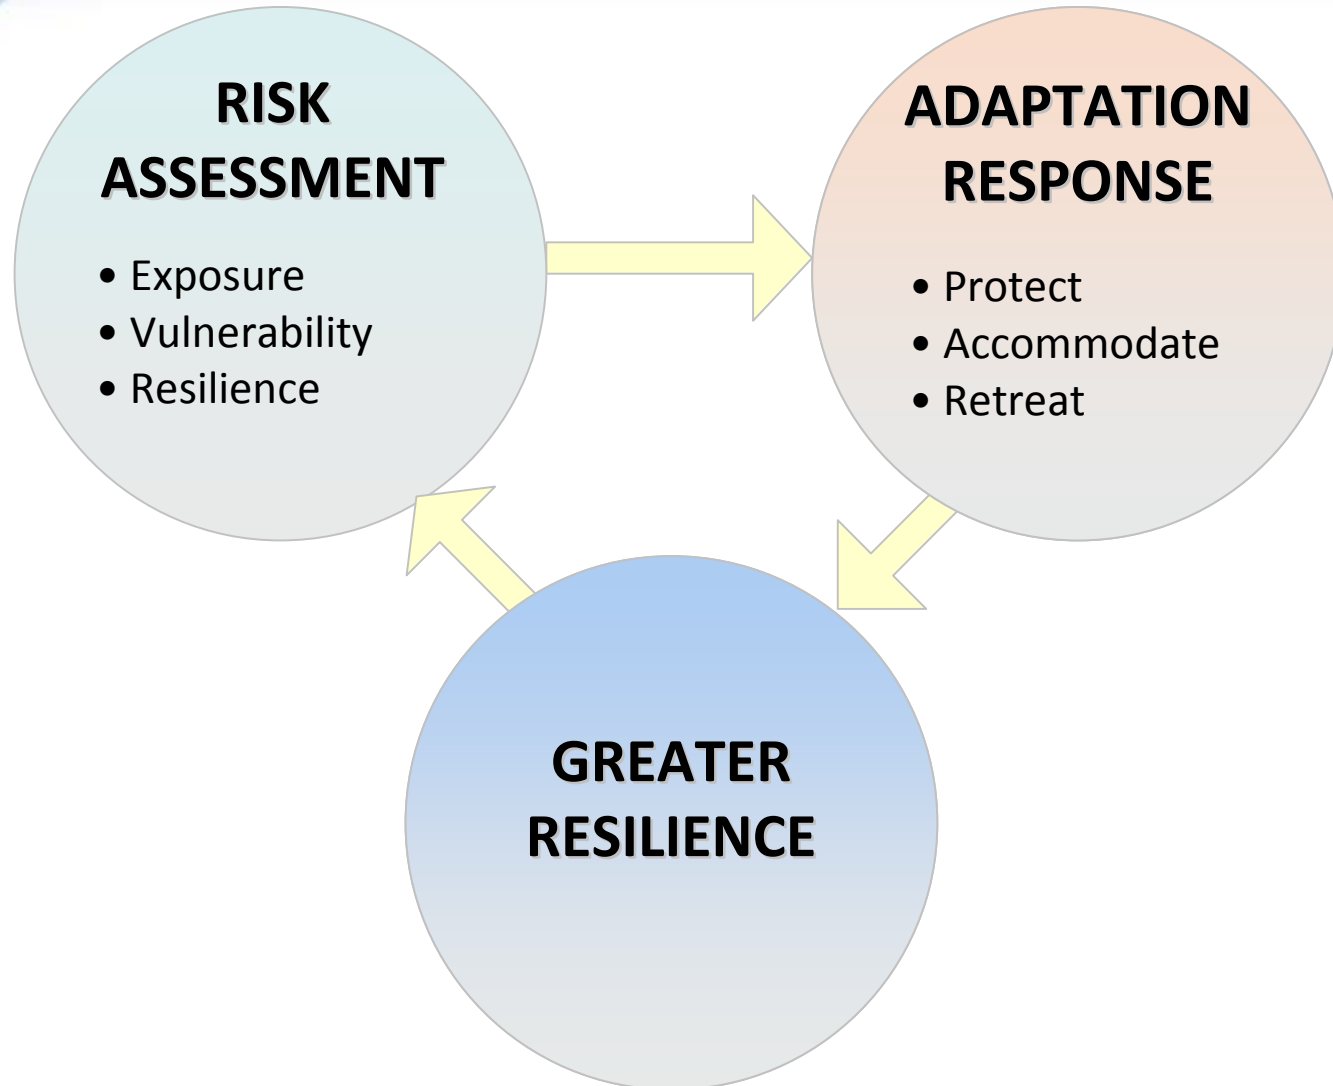 RISK
ASSESSMENT
• Exposure
• Vulnerability
• Resilience
ADAPTATION
RESPONSE
• Protect
• Accommodate
• Retreat
GREATER
RESILIENCE